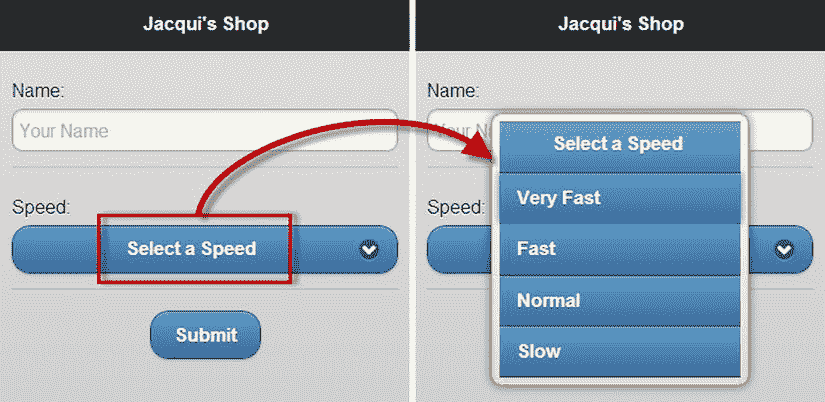 Jacqui's Shop
Name:
Your Name
Speed:
Select a Speed
Submit
Jacqui's Shop
Name:
Your N
Select a Speed
Very Fast
Speed:
Fast
Normal
Slow